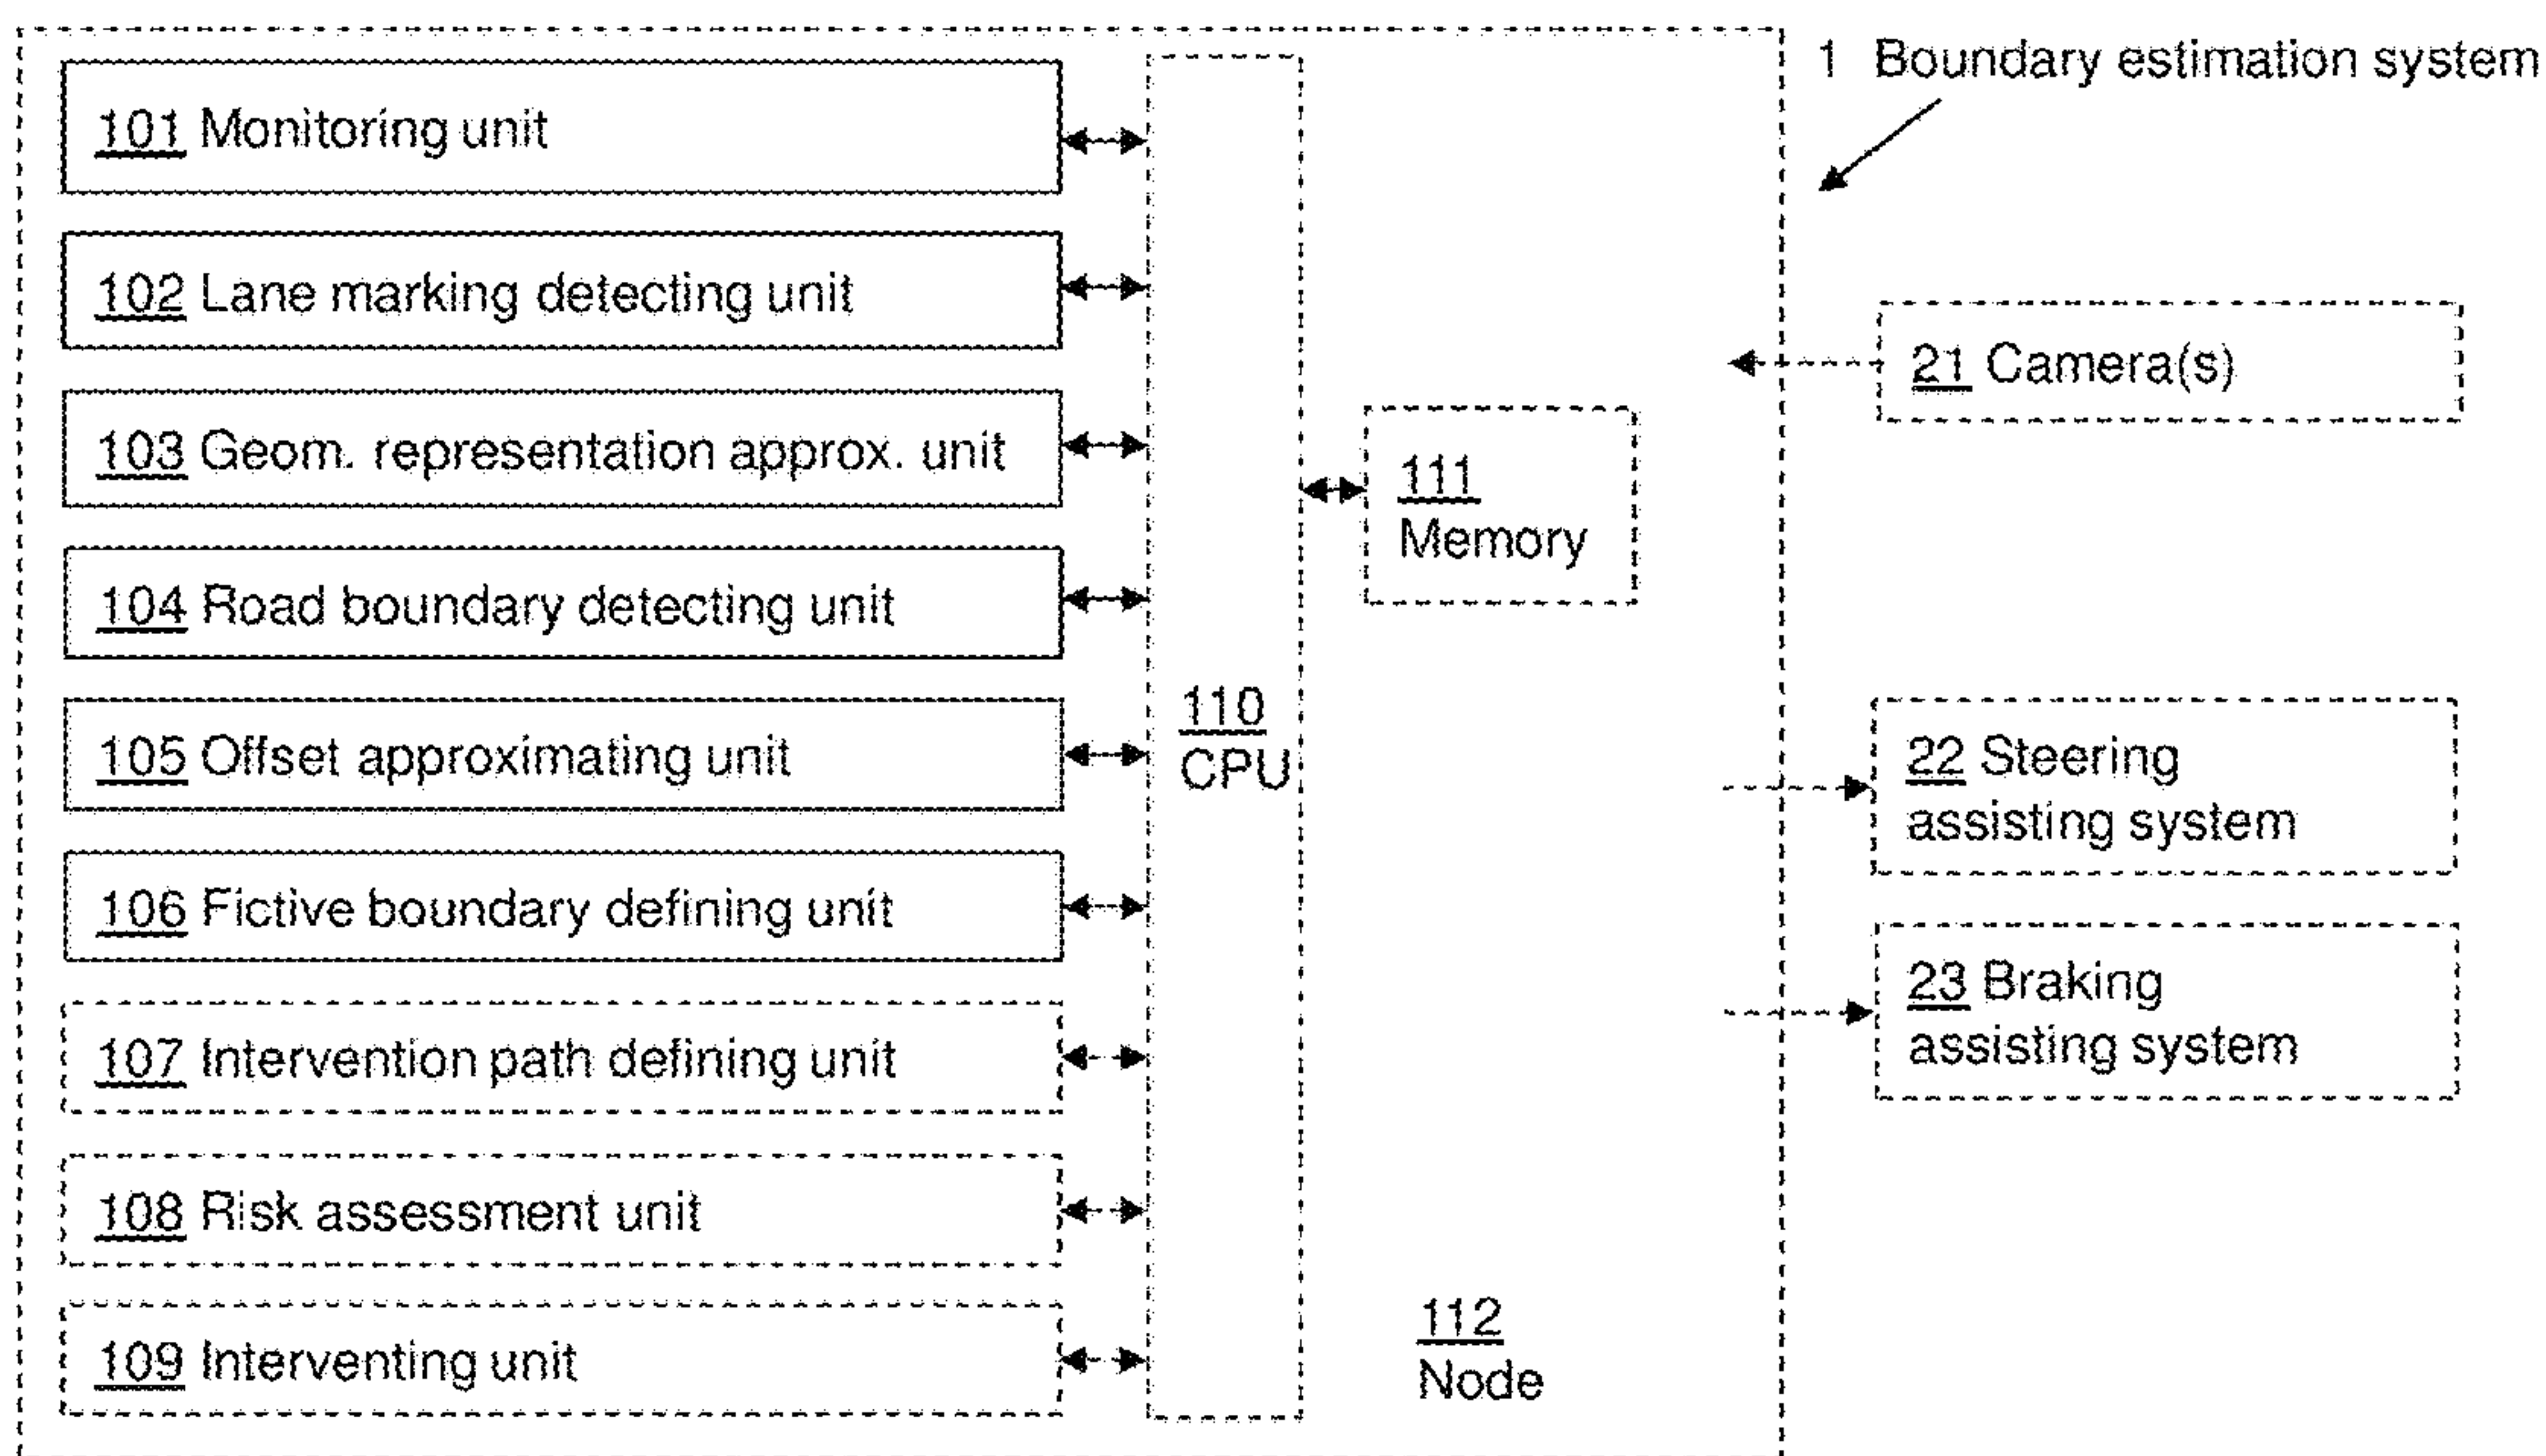 1 Boundary estimation system
101 Monitoring unit
102 Lane marking detecting unit
103 Geom. representation approx. unit
104 Road boundary detecting unit
105 Offset approximating unit
106 Fictive boundary defining unit
107 Intervention path defining unit
108 Risk assessment unit
109 Interventing unit
110
CPU
111
Memory
112
Node
21 Camera(s)
22 Steering
assisting system
23 Braking
assisting system